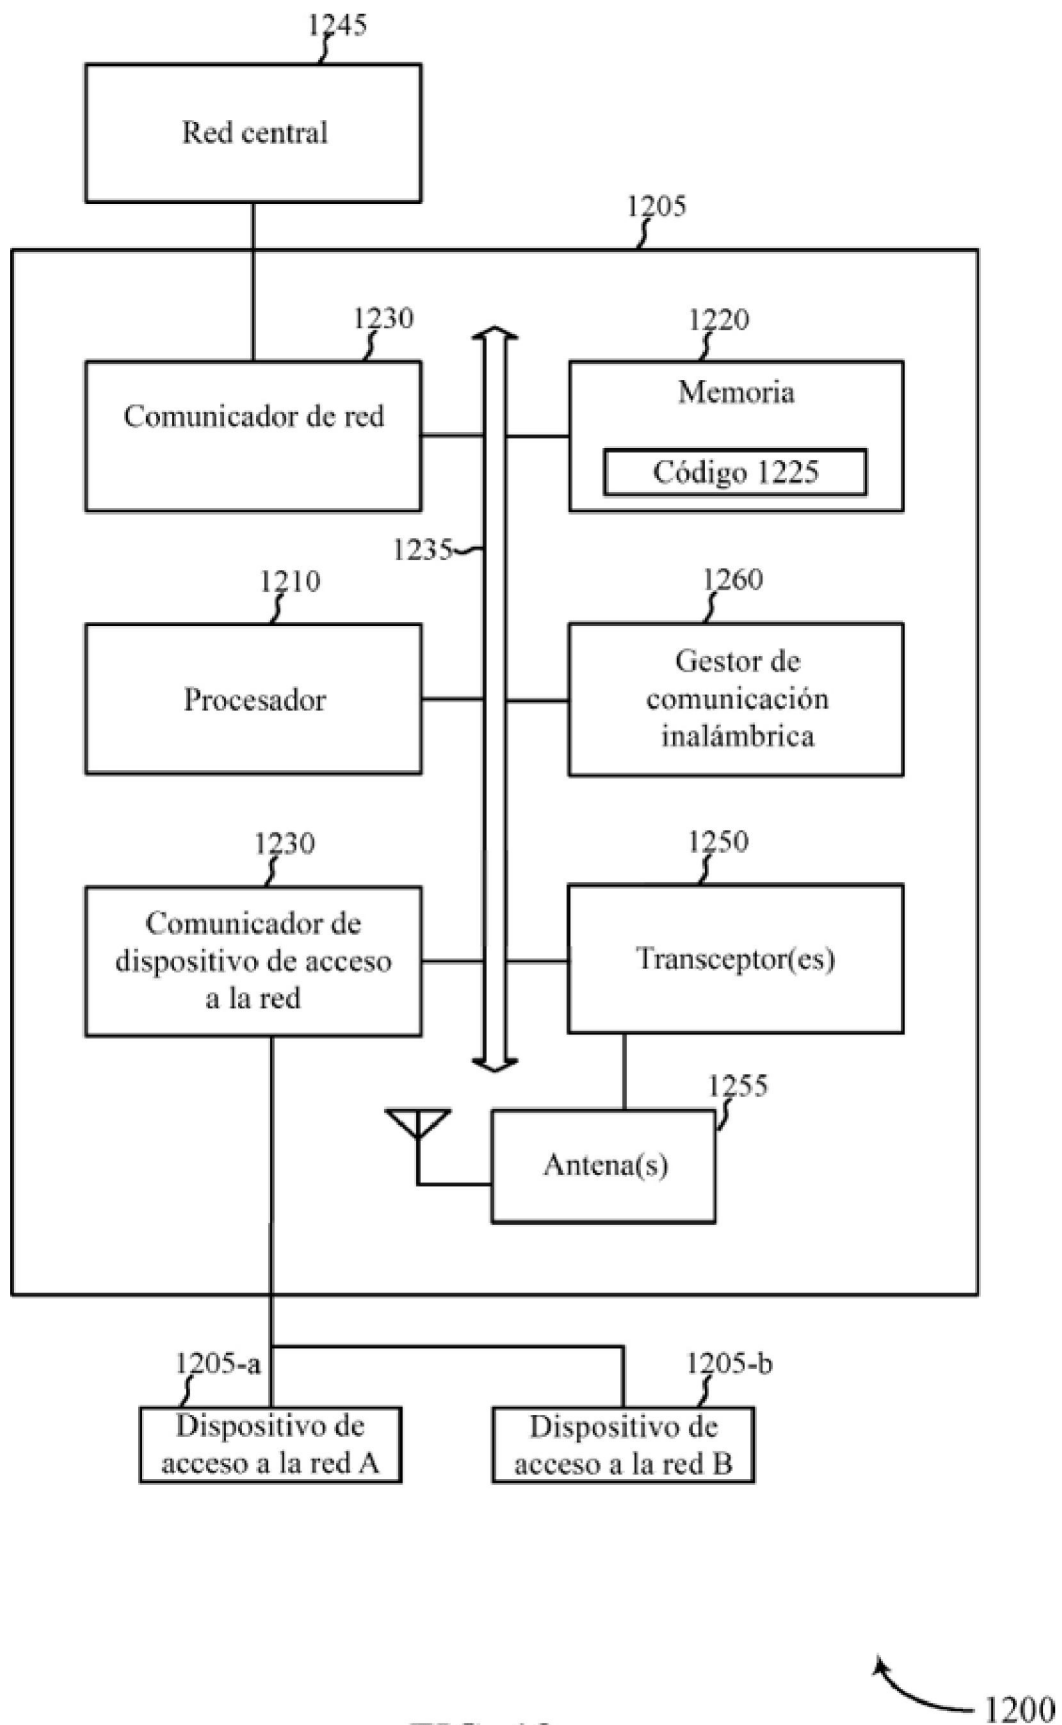 1245
Red central
1205
1230
Comunicador de red
1220
Memoria
Código 1225
1235
1210
Procesador
1260
Gestor de
comunicación
inalámbrica
1230
Comunicador de
dispositivo de acceso
a la red
1250
Transceptor(es)
1255
Antena(s)
1205-a
Dispositivo de
acceso a la red A
1205-b
Dispositivo de
acceso a la red B
1200